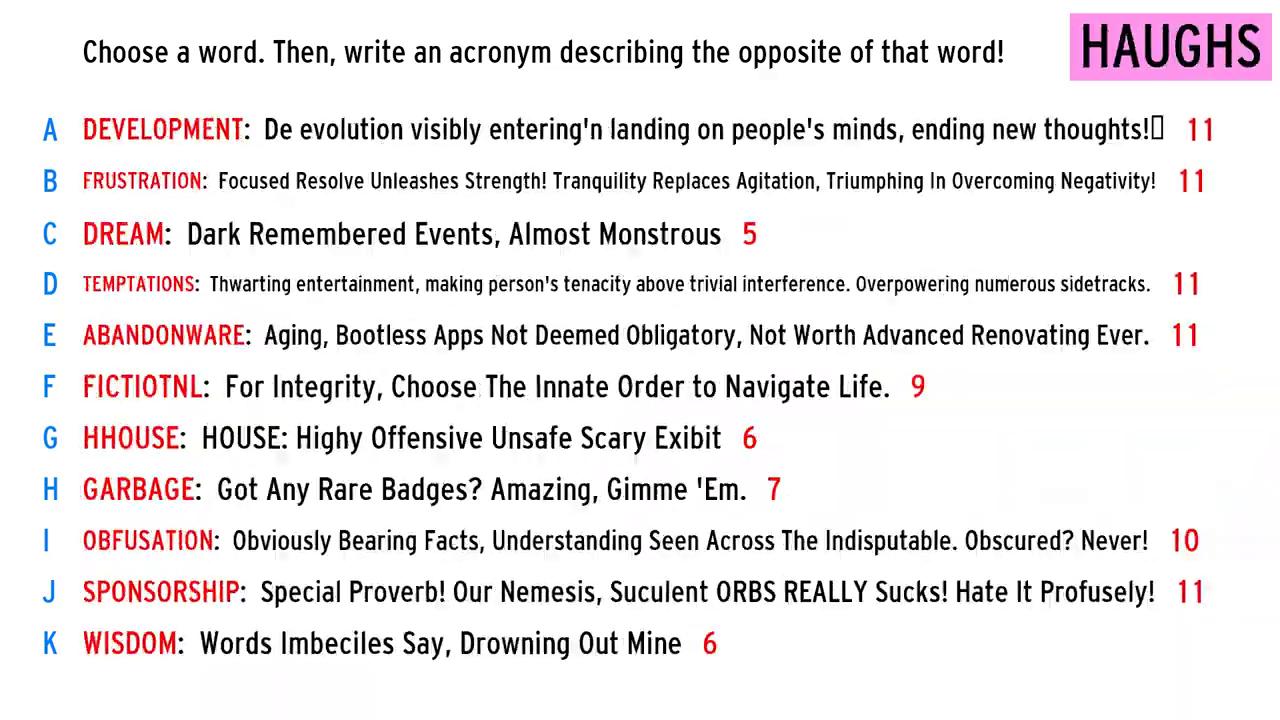 Choose a word. Then, write an acronym describing the opposite of that word!
HAUGHS
A DEVELOPMENT: De evolution visibly entering'n landing on people's minds, ending new thoughts!▯ 11
B FRUSTRATION: Focused Resolve Unleashes Strength! Tranquility Replaces Agitation, Triumphing In Overcoming Negativity! 11
C DREAM: Dark Remembered Events, Almost Monstrous 5
D TEMPTATIONS: Thwarting entertainment, making person's tenacity above trivial interference. Overpowering numerous sidetracks. 11
E ABANDONWARE: Aging, Bootless Apps Not Deemed Obligatory, Not Worth Advanced Renovating Ever. 11
F FICTIOTNL: For Integrity, Choose The Innate Order to Navigate Life. 9
G HHOUSE: HOUSE: Highy Offensive Unsafe Scary Exibit 6
H GARBAGE: Got Any Rare Badges? Amazing, Gimme 'Em. 7
I OBFUSATION: Obviously Bearing Facts, Understanding Seen Across The Indisputable. Obscured? Never! 10
J SPONSORSHIP: Special Proverb! Our Nemesis, Suculent ORBS REALLY Sucks! Hate It Profusely! 11
K WISDOM: Words Imbeciles Say, Drowning Out Mine 6